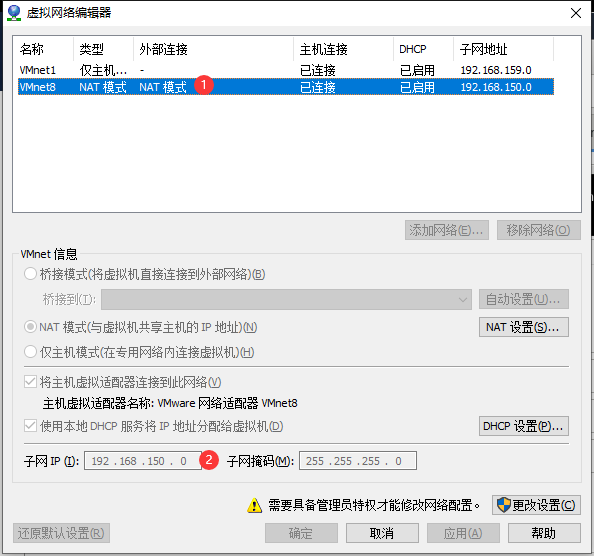 虚拟网络编辑器
名称 类型 外部连接 主机连接 DHCP 子网地址
VMnet1 仅主机... - 已连接 已启用 192.168.159.0
VMnet8 NAT 模式 NAT 模式 1 已连接 已启用 192.168.150.0
添加网络(E)... 移除网络(O)
VMnet 信息
桥接模式(将虚拟机直接连接到外部网络)(B)
桥接到(T): 自动设置(U)...
NAT 模式(与虚拟机共享主机的 IP 地址)(N) NAT 设置(S)...
仅主机模式(在专用网络内连接虚拟机)(H)
将主机虚拟适配器连接到此网络(V)
主机虚拟适配器名称: VMware 网络适配器 VMnet8
使用本地 DHCP 服务将 IP 地址分配给虚拟机(D) DHCP 设置(P)...
子网 IP (I): 192 . 168 . 150 . 0 2 子网掩码(M): 255 . 255 . 255 . 0
需要具备管理员特权才能修改网络配置。 更改设置(C)
还原默认设置(R) 确定 取消 应用(A) 帮助